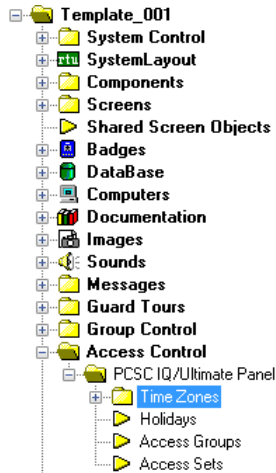 Template_001
System Control
rtu SystemLayout
Components
Screens
Shared Screen Objects
Badges
DataBase
Computers
Documentation
Images
Sounds
Messages
Guard Tours
Group Control
Access Control
PCSC IQ/Ultimate Panel
Time Zones
Holidays
Access Groups
Access Sets